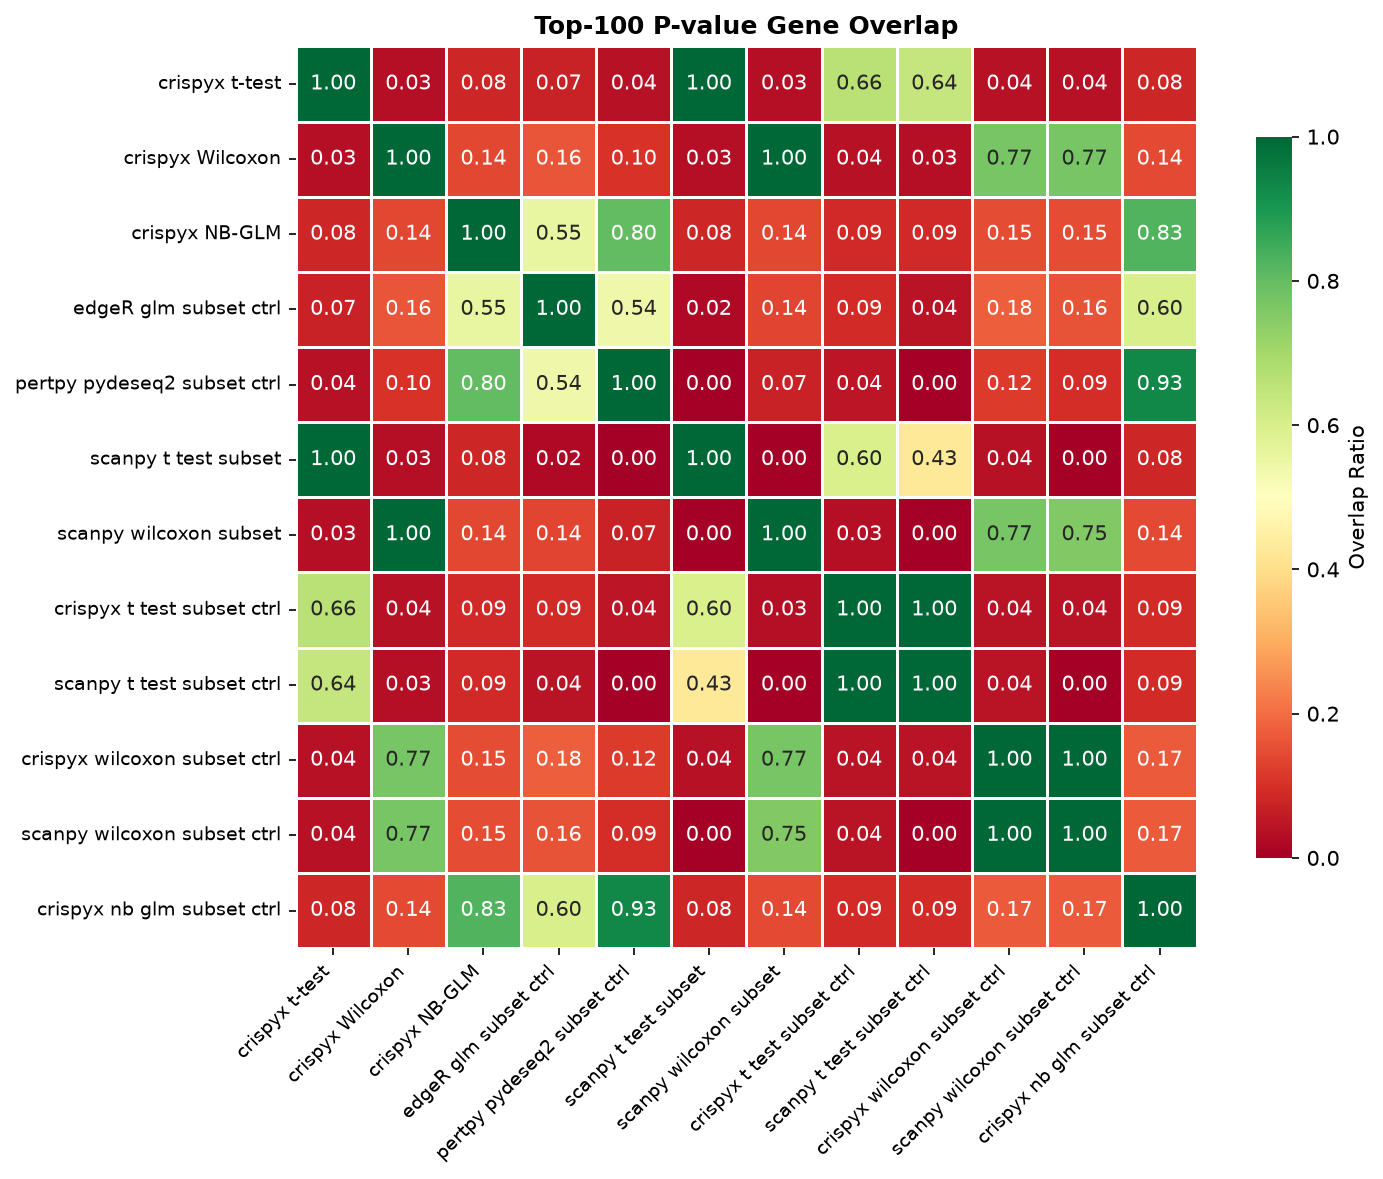 Top-100 P-value Gene Overlap
crispyx t-test 1.00 0.03 0.08 0.07 0.04 1.00 0.03 0.66 0.64 0.04 0.04 0.08
crispyx Wilcoxon 0.03 1.00 0.14 0.16 0.10 0.03 1.00 0.04 0.03 0.77 0.77 0.14
crispyx NB-GLM 0.08 0.14 1.00 0.55 0.80 0.08 0.14 0.09 0.09 0.15 0.15 0.83
edgeR glm subset ctrl 0.07 0.16 0.55 1.00 0.54 0.02 0.14 0.09 0.04 0.18 0.16 0.60
pertpy pydeseq2 subset ctrl 0.04 0.10 0.80 0.54 1.00 0.00 0.07 0.04 0.00 0.12 0.09 0.93
scanpy t test subset 1.00 0.03 0.08 0.02 0.00 1.00 0.00 0.60 0.43 0.04 0.00 0.08
scanpy wilcoxon subset 0.03 1.00 0.14 0.14 0.07 0.00 1.00 0.03 0.00 0.77 0.75 0.14
crispyx t test subset ctrl 0.66 0.04 0.09 0.09 0.04 0.60 0.03 1.00 1.00 0.04 0.04 0.09
scanpy t test subset ctrl 0.64 0.03 0.09 0.04 0.00 0.43 0.00 1.00 1.00 0.04 0.00 0.09
crispyx wilcoxon subset ctrl 0.04 0.77 0.15 0.18 0.12 0.04 0.77 0.04 0.04 1.00 1.00 0.17
scanpy wilcoxon subset ctrl 0.04 0.77 0.15 0.16 0.09 0.00 0.75 0.04 0.00 1.00 1.00 0.17
crispyx nb glm subset ctrl 0.08 0.14 0.83 0.60 0.93 0.08 0.14 0.09 0.09 0.17 0.17 1.00
crispyx t-test
crispyx Wilcoxon
crispyx NB-GLM
edgeR glm subset ctrl
pertpy pydeseq2 subset ctrl
scanpy t test subset
scanpy wilcoxon subset
crispyx t test subset ctrl
scanpy t test subset ctrl
crispyx wilcoxon subset ctrl
scanpy wilcoxon subset ctrl
crispyx nb glm subset ctrl
1.0
0.8
0.6
0.4
0.2
0.0
Overlap Ratio